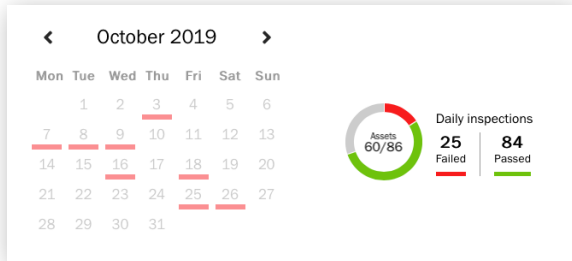 October 2019
Mon Tue Wed Thu Fri Sat Sun
1 2 3 4 5 6
7 8 9 10 11 12 13
14 15 16 17 18 19 20
21 22 23 24 25 26 27
28 29 30 31
Assets
60/86
Daily inspections
25 84
Failed Passed